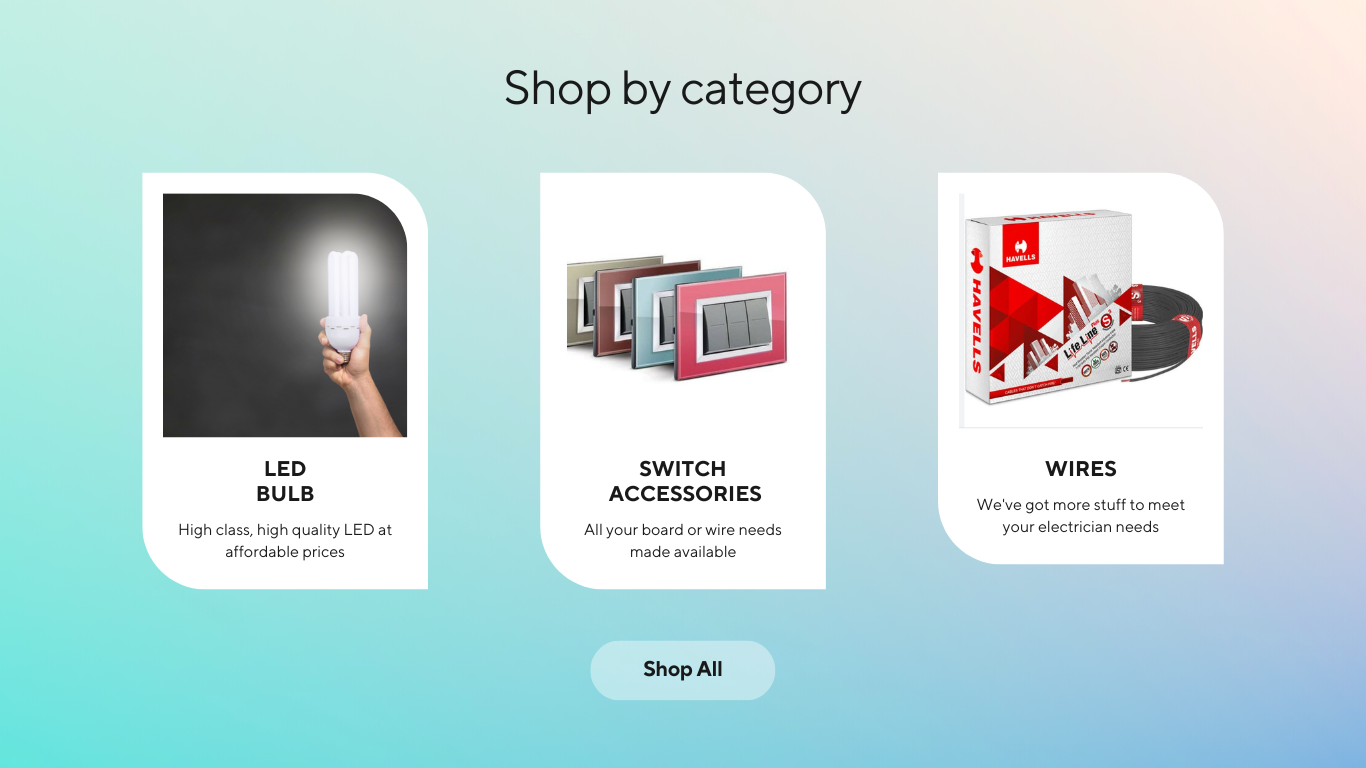 Shop by category
HAVELLS
HAVELLS
HAVELLS
Life Line
Plus
S
LED
BULB
High class, high quality LED at
affordable prices
SWITCH
ACCESSORIES
All your board or wire needs
made available
WIRES
We've got more stuff to meet
your electrician needs
Shop All